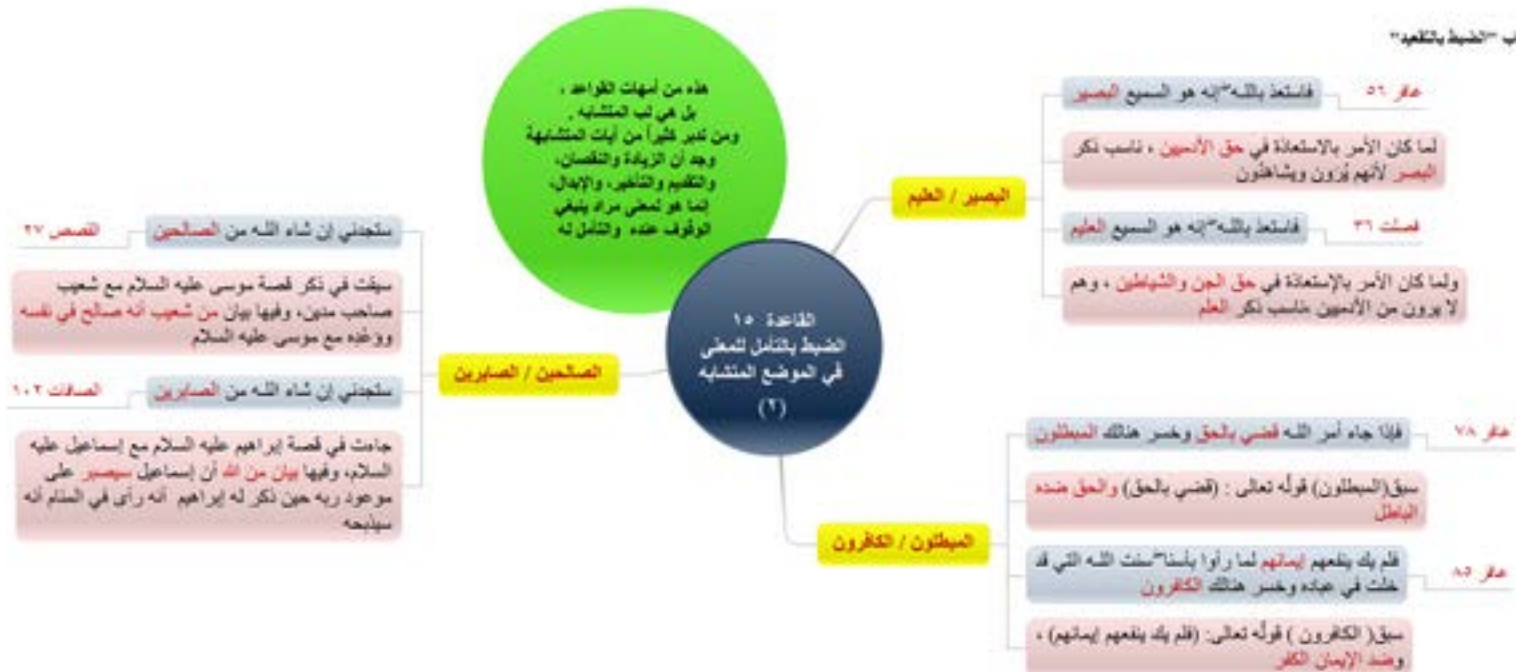 اب "الضبط بالتقعيد"
هذه من أمهات القواعد ،
بل هي لب المتشابه .
ومن تدبر كثيراً من آيات المتشابهة
وجد أن الزيادة والنقصان،
والتقديم والتأخير، والإبدال،
إنما هو لمعنى مراد ينبغي
الوقوف عنده والتأمل له
القاعدة ١٥
الضبط بالتأمل للمعنى
في الموضع المتشابه
(٢)
البصير / العليم
غافر ٥٦
فاستعذ بالله ۖ إنه هو السميع البصير
لما كان الأمر بالاستعاذة في حق الآدميين ، ناسب ذكر
البصر لأنهم يُرون ويشاهدون
فصلت ٣٦
فاستعذ بالله ۖ إنه هو السميع العليم
ولما كان الأمر بالإستعاذة في حق الجن والشياطين ، وهم
لا يرون من الآدميين ناسب ذكر العلم
المبطلون / الكافرون
غافر ٧٨
فإذا جاء أمر الله قضي بالحق وخسر هنالك المبطلون
سبق(المبطلون) قولُه تعالى : (قضي بالحق) والحق ضده
الباطل
غافر ٨٥
فلم يك ينفعهم إيمانهم لما رأوا بأسنا ۖ سنت الله التي قد
خلت في عباده وخسر هنالك الكافرون
سبق( الكافرون ) قولُه تعالى: (فلم يك ينفعهم إيمانهم) ،
وضد الإيمان الكفر
الصالحين / الصابرين
ستجدني إن شاء الله من الصالحين
القصص ٢٧
سيقت في ذكر قصة موسى عليه السلام مع شعيب
صاحب مدين، وفيها بيان من شعيب أنه صالح في نفسه
ووَعْده مع موسى عليه السلام
ستجدني إن شاء الله من الصابرين
الصافات ١٠٢
جاءت في قصة إبراهيم عليه السلام مع إسماعيل عليه
السلام، وفيها بيان من الله أن إسماعيل سيصبر على
موعود ربه حين ذكر له إبراهيم أنه رأى في المنام أنه
سيذبحه